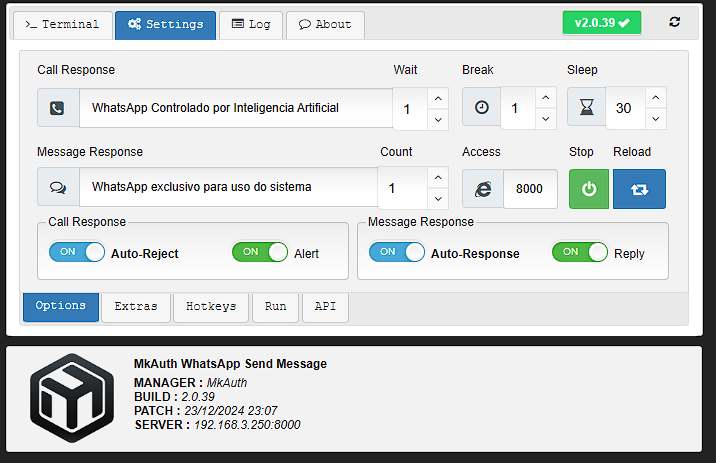 Terminal Settings Log About v2.0.39
Call Response Wait Break Sleep
WhatsApp Controlado por Inteligencia Artificial 1 1 30
Message Response Count Access Stop Reload
WhatsApp exclusivo para uso do sistema 1 8000
Call Response Message Response
ON Auto-Reject ON Alert ON Auto-Response ON Reply
Options Extras Hotkeys Run API
MkAuth WhatsApp Send Message
MANAGER : MkAuth
BUILD : 2.0.39
PATCH : 23/12/2024 23:07
SERVER : 192.168.3.250:8000